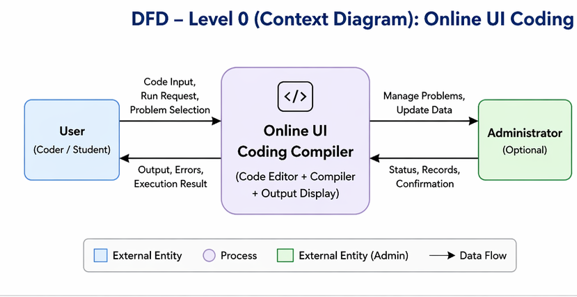 DFD – Level 0 (Context Diagram): Online UI Coding
Code Input,
Run Request,
Problem Selection
User
(Coder / Student)
Output, Errors,
Execution Result
</>
Online UI
Coding Compiler
(Code Editor + Compiler
+ Output Display)
Manage Problems,
Update Data
Status, Records,
Confirmation
Administrator
(Optional)
External Entity
Process
External Entity (Admin)
Data Flow